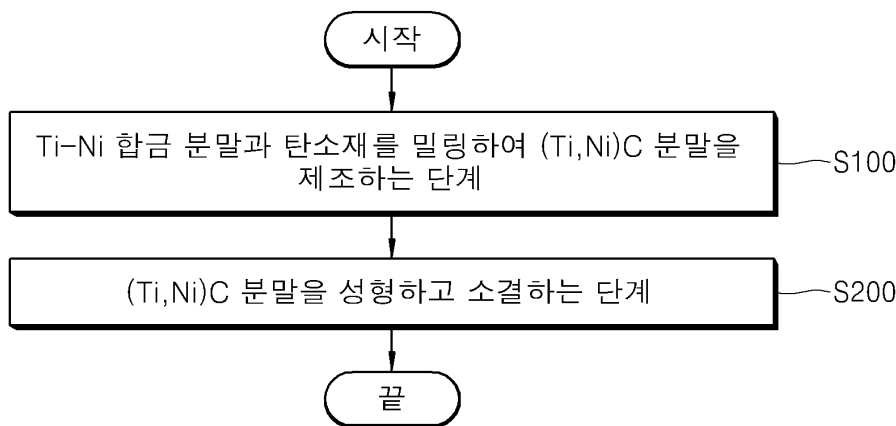 시작
Ti-Ni 합금 분말과 탄소재를 밀링하여 (Ti,Ni)C 분말을
제조하는 단계
S100
(Ti,Ni)C 분말을 성형하고 소결하는 단계
S200
끝